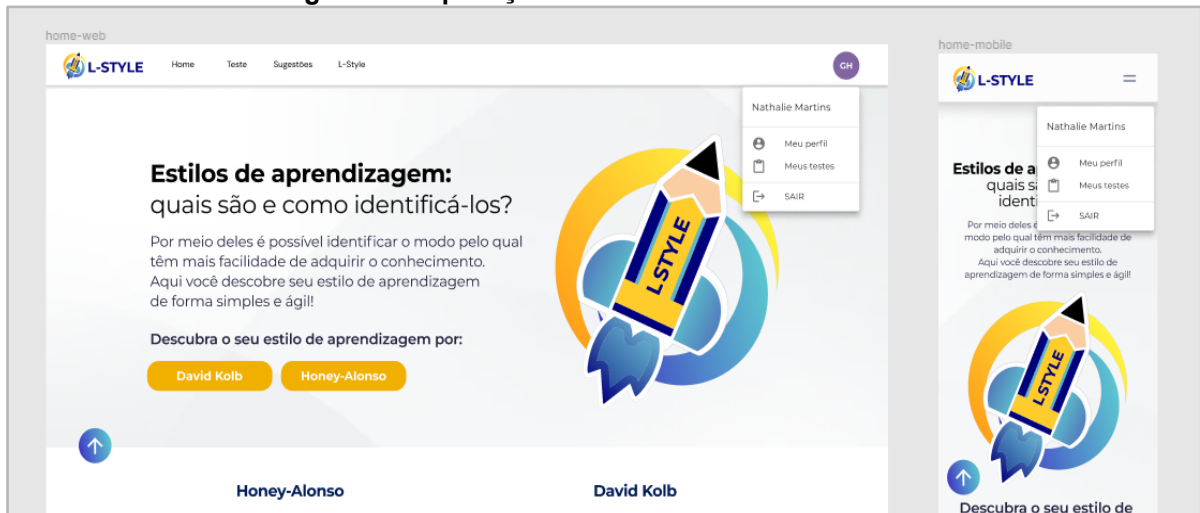 home-web
L-STYLE
Home Teste Sugestões L-Style
GH
Nathalie Martins
Meu perfil
Meus testes
SAIR
Estilos de aprendizagem:
quais são e como identificá-los?
Por meio deles é possível identificar o modo pelo qual
têm mais facilidade de adquirir o conhecimento.
Aqui você descobre seu estilo de aprendizagem
de forma simples e ágil!
Descubra o seu estilo de aprendizagem por:
David Kolb Honey-Alonso
LSTYLE
Honey-Alonso David Kolb
home-mobile
L-STYLE
Nathalie Martins
Meu perfil
Meus testes
SAIR
Estilos de a
quais s
identi
Por meio deles
modo pelo qual têm mais facilidade de
adquirir o conhecimento.
Aqui você descobre seu estilo de
aprendizagem de forma simples e ágil!
LSTYLE
Descubra o seu estilo de